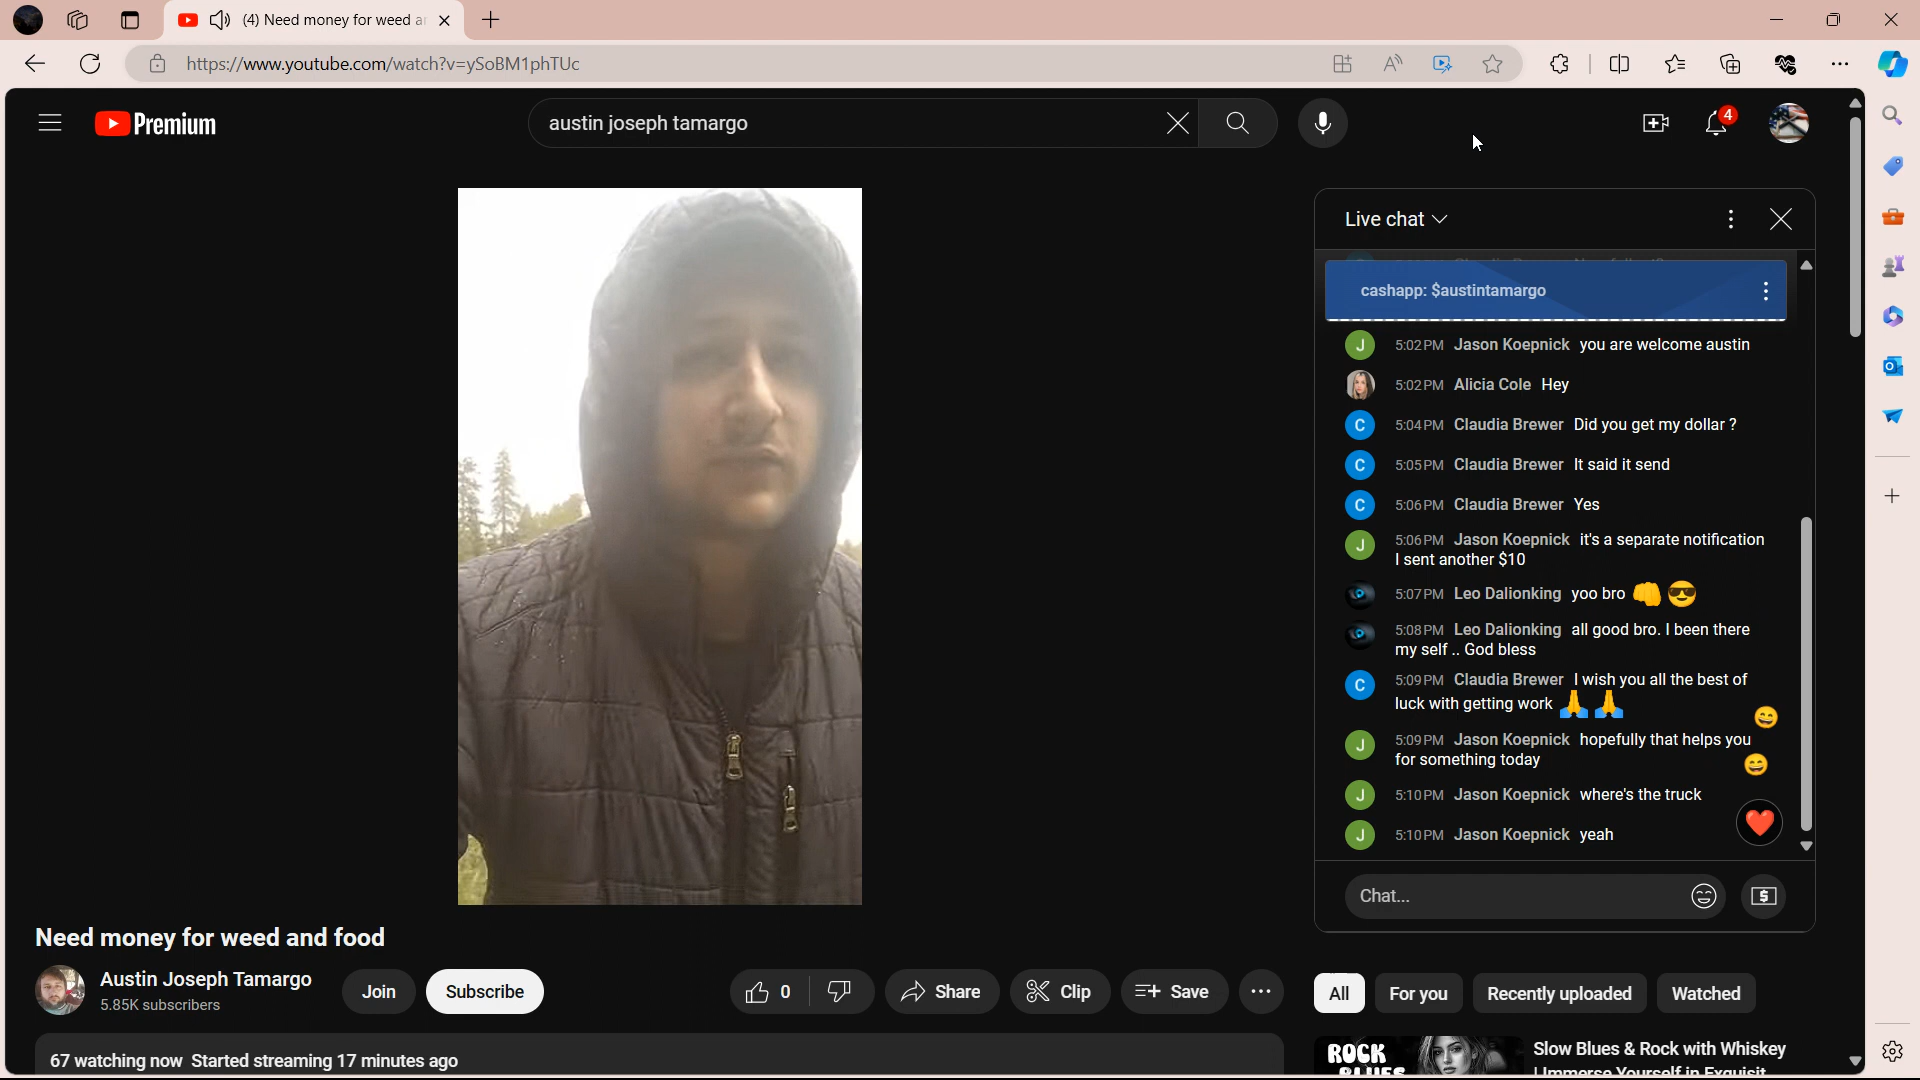 (4) Need money for weed a
https://www.youtube.com/watch?v=ySoBM1phTUc
Premium
austin joseph tamargo
4
Live chat
cashapp: $austintamargo
J 5:02PM Jason Koepnick you are welcome austin
5:02PM Alicia Cole Hey
C 5:04PM Claudia Brewer Did you get my dollar ?
C 5:05PM Claudia Brewer It said it send
C 5:06PM Claudia Brewer Yes
J 5:06PM Jason Koepnick it's a separate notification
I sent another $10
5:07PM Leo Dalionking yoo bro 👊 😎
5:08PM Leo Dalionking all good bro. I been there
my self .. God bless
C 5:09PM Claudia Brewer I wish you all the best of
luck with getting work 🙏 🙏
J 5:09PM Jason Koepnick hopefully that helps you
for something today
J 5:10PM Jason Koepnick where's the truck
J 5:10PM Jason Koepnick yeah
Chat...
Need money for weed and food
Austin Joseph Tamargo
5.85K subscribers
Join
Subscribe
0
Share
Clip
Save
All
For you
Recently uploaded
Watched
67 watching now Started streaming 17 minutes ago
ROCK
BLUES
Slow Blues & Rock with Whiskey
| Immerse Yourself in Exquisit